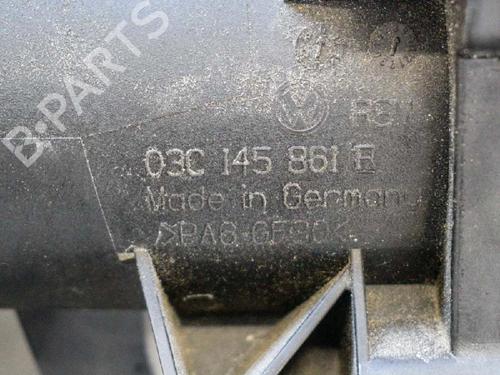 B-PARTS
03C 145 861 E
Made in Germany
>PA6-GF30<